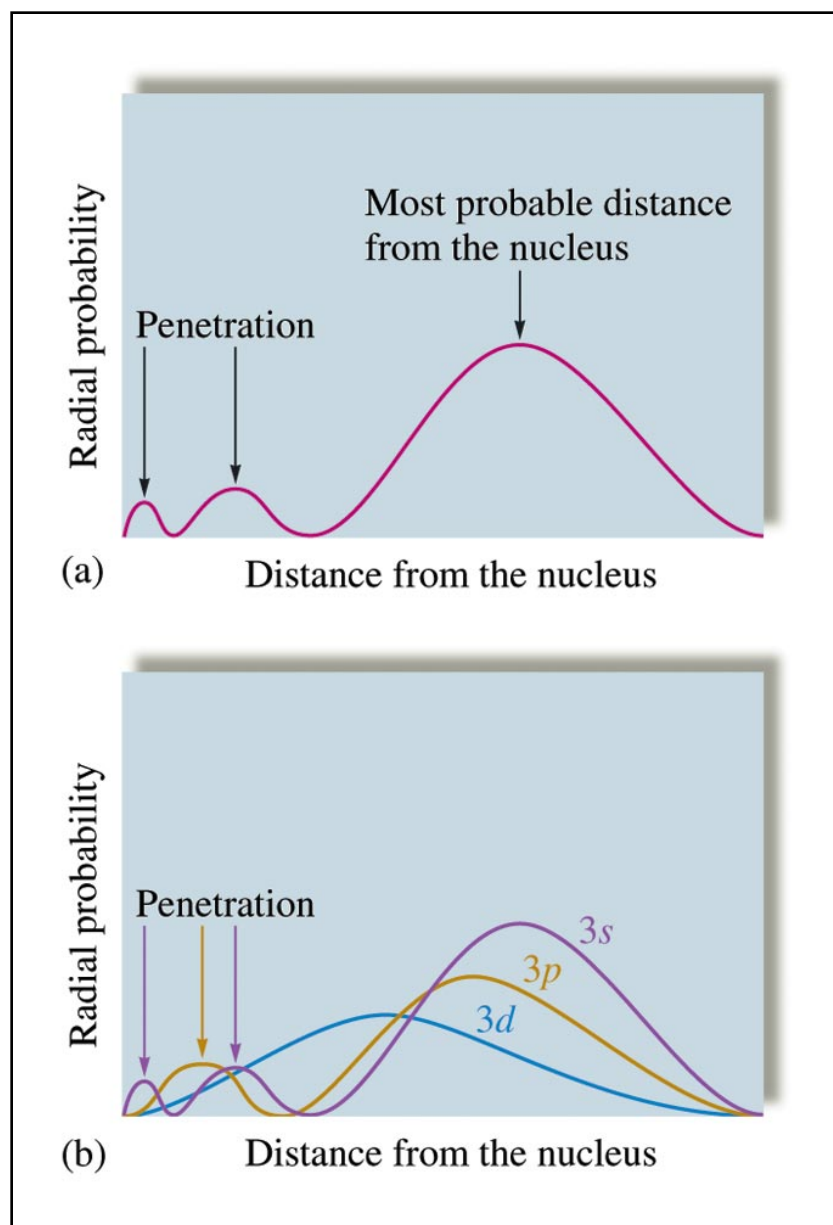 Radial probability
Most probable distance
from the nucleus
Penetration
(a)
Distance from the nucleus
Radial probability
Penetration
3s
3p
3d
(b)
Distance from the nucleus